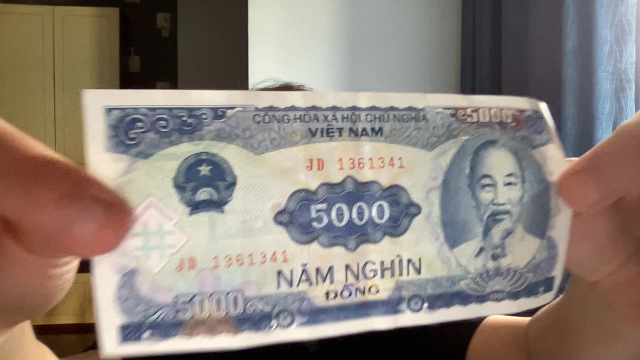 CỘNG HÒA XÃ HỘI CHỦ NGHĨA
VIỆT NAM
5000
JD 1361341
5000
JD 1361341
NĂM NGHÌN
ĐỒNG
5000